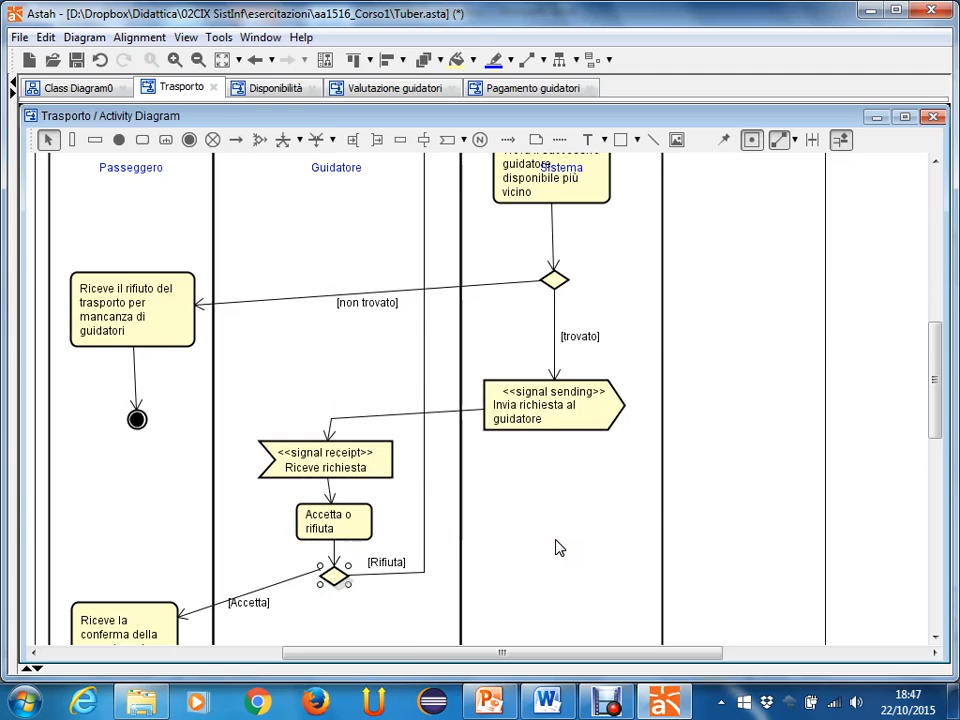 Astah - [D:\Dropbox\Didattica\02CIX SistInf\esercitazioni\aa1516_Corso1\Tuber.asta] (*)
File Edit Diagram Alignment View Tools Window Help
Class Diagram0 Trasporto Disponibilità Valutazione guidatori Pagamento guidatori
Trasporto / Activity Diagram
N T
Passeggero Guidatore Sistema
guidatore
disponibile più
vicino
Riceve il rifiuto del
trasporto per
mancanza di
guidatori
[non trovato]
[trovato]
<<signal sending>>
Invia richiesta al
guidatore
<<signal receipt>>
Riceve richiesta
Accetta o
rifiuta
[Rifiuta]
[Accetta]
Riceve la
conferma della
18:47
22/10/2015